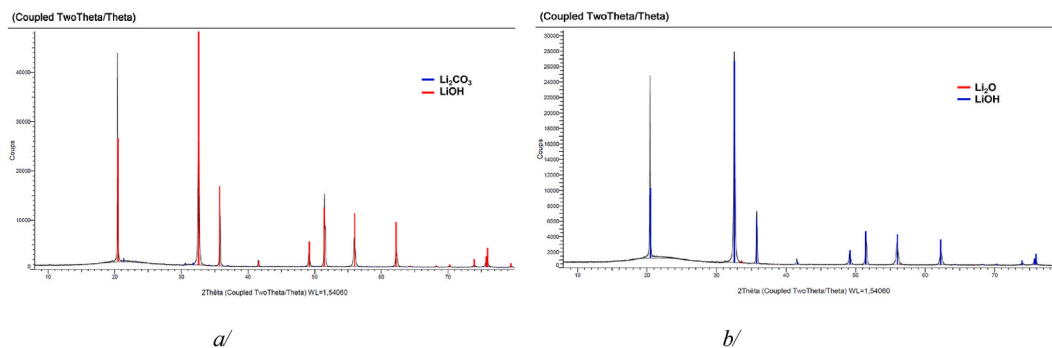 (Coupled TwoTheta/Theta)
Coups
40000
30000
20000
10000
0
10
20
30
40
50
60
70
Li₂CO₃
LiOH
2Thêta (Coupled TwoTheta/Theta) WL=1,54060
a/
(Coupled TwoTheta/Theta)
Coups
30000
28000
26000
24000
22000
20000
18000
16000
14000
12000
10000
8000
6000
4000
2000
0
10
20
30
40
50
60
70
Li₂O
LiOH
2Thêta (Coupled TwoTheta/Theta) WL=1,54060
b/